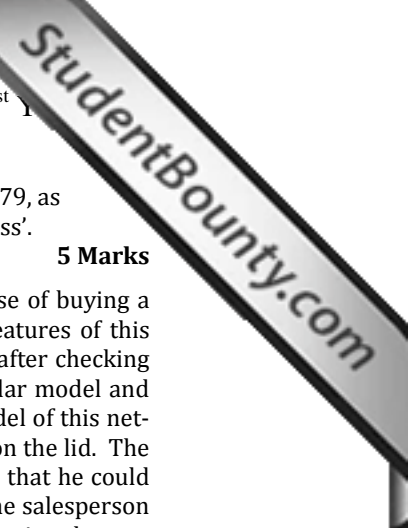 StudentBounty.com
st Y
79, as
ss’.
5 Marks
se of buying a
eatures of this
after checking
lar model and
del of this net-
on the lid. The
that he could
ne salesperson